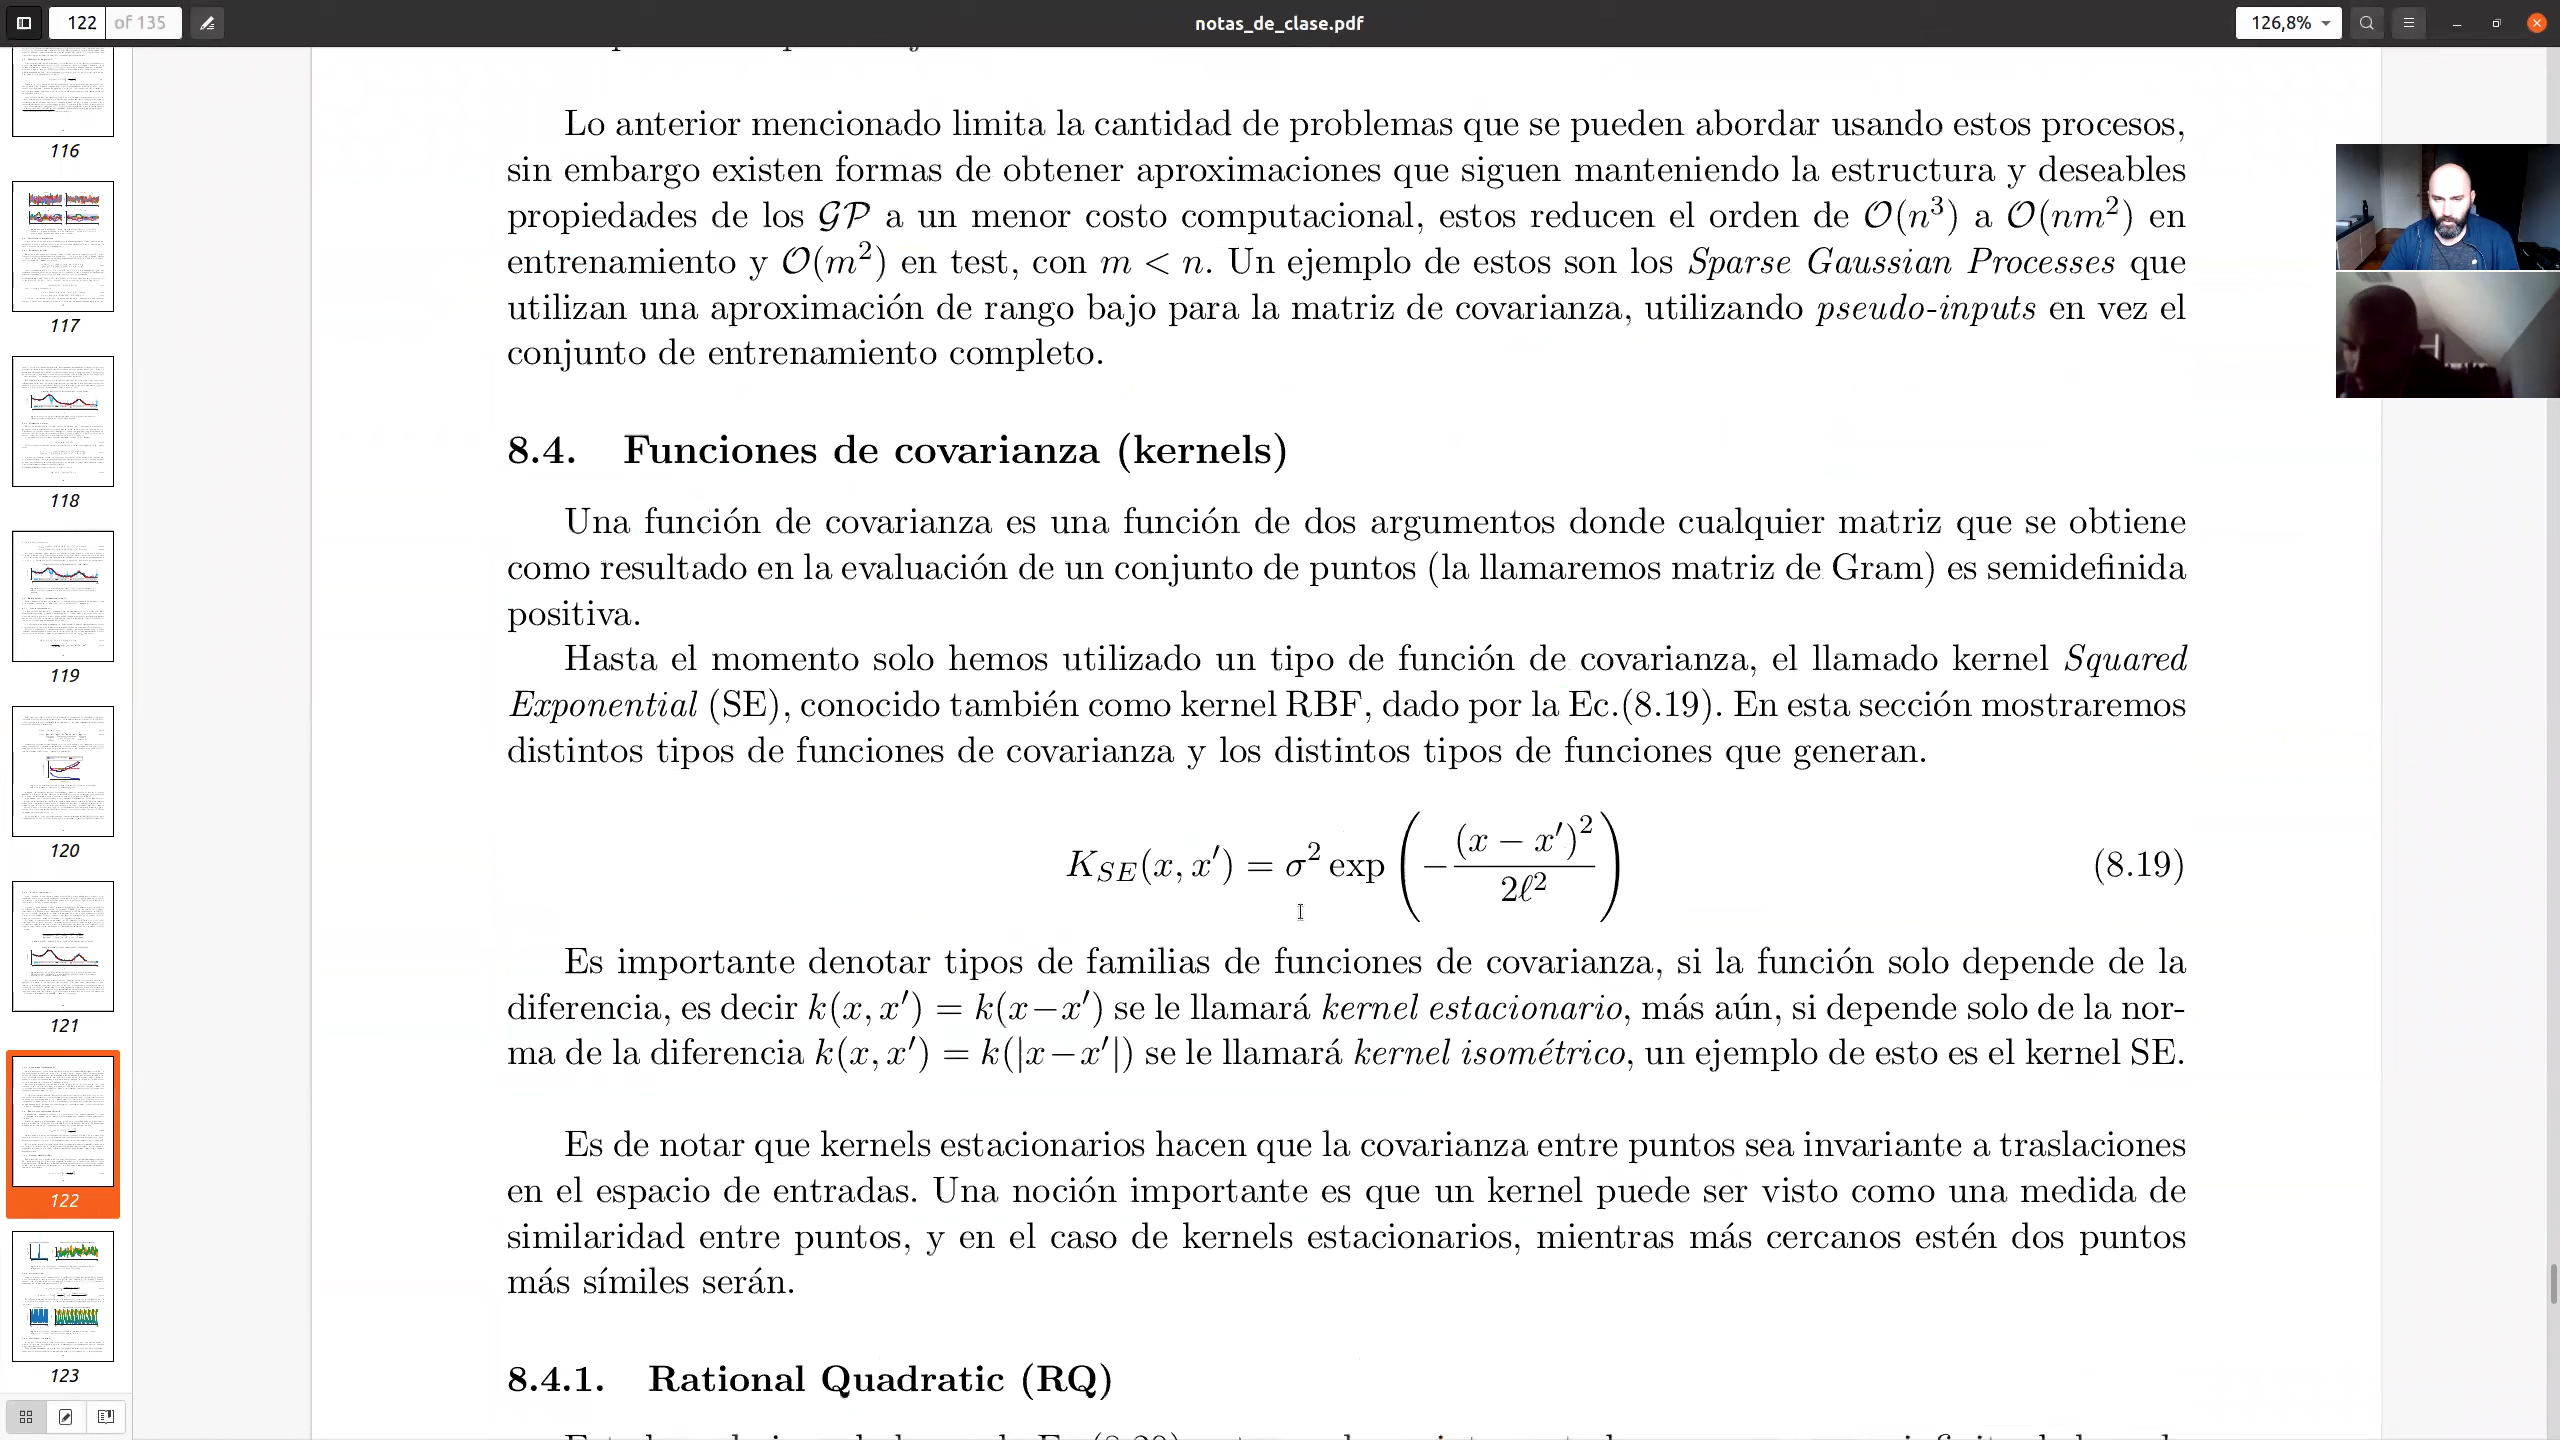 122 of 135
notas_de_clase.pdf
126,8%
116
117
118
119
120
121
122
123
Lo anterior mencionado limita la cantidad de problemas que se pueden abordar usando estos procesos,
sin embargo existen formas de obtener aproximaciones que siguen manteniendo la estructura y deseables
propiedades de los 𝒢𝒫 a un menor costo computacional, estos reducen el orden de 𝒪(n³) a 𝒪(nm²) en
entrenamiento y 𝒪(m²) en test, con m < n. Un ejemplo de estos son los Sparse Gaussian Processes que
utilizan una aproximación de rango bajo para la matriz de covarianza, utilizando pseudo-inputs en vez el
conjunto de entrenamiento completo.
8.4. Funciones de covarianza (kernels)
Una función de covarianza es una función de dos argumentos donde cualquier matriz que se obtiene
como resultado en la evaluación de un conjunto de puntos (la llamaremos matriz de Gram) es semidefinida
positiva.
Hasta el momento solo hemos utilizado un tipo de función de covarianza, el llamado kernel Squared
Exponential (SE), conocido también como kernel RBF, dado por la Ec.(8.19). En esta sección mostraremos
distintos tipos de funciones de covarianza y los distintos tipos de funciones que generan.
K_{SE}(x, x′) = σ² exp(−(x − x′)²/2ℓ²) (8.19)
Es importante denotar tipos de familias de funciones de covarianza, si la función solo depende de la
diferencia, es decir k(x, x′) = k(x−x′) se le llamará kernel estacionario, más aún, si depende solo de la nor-
ma de la diferencia k(x, x′) = k(|x−x′|) se le llamará kernel isométrico, un ejemplo de esto es el kernel SE.
Es de notar que kernels estacionarios hacen que la covarianza entre puntos sea invariante a traslaciones
en el espacio de entradas. Una noción importante es que un kernel puede ser visto como una medida de
similaridad entre puntos, y en el caso de kernels estacionarios, mientras más cercanos estén dos puntos
más símiles serán.
8.4.1. Rational Quadratic (RQ)